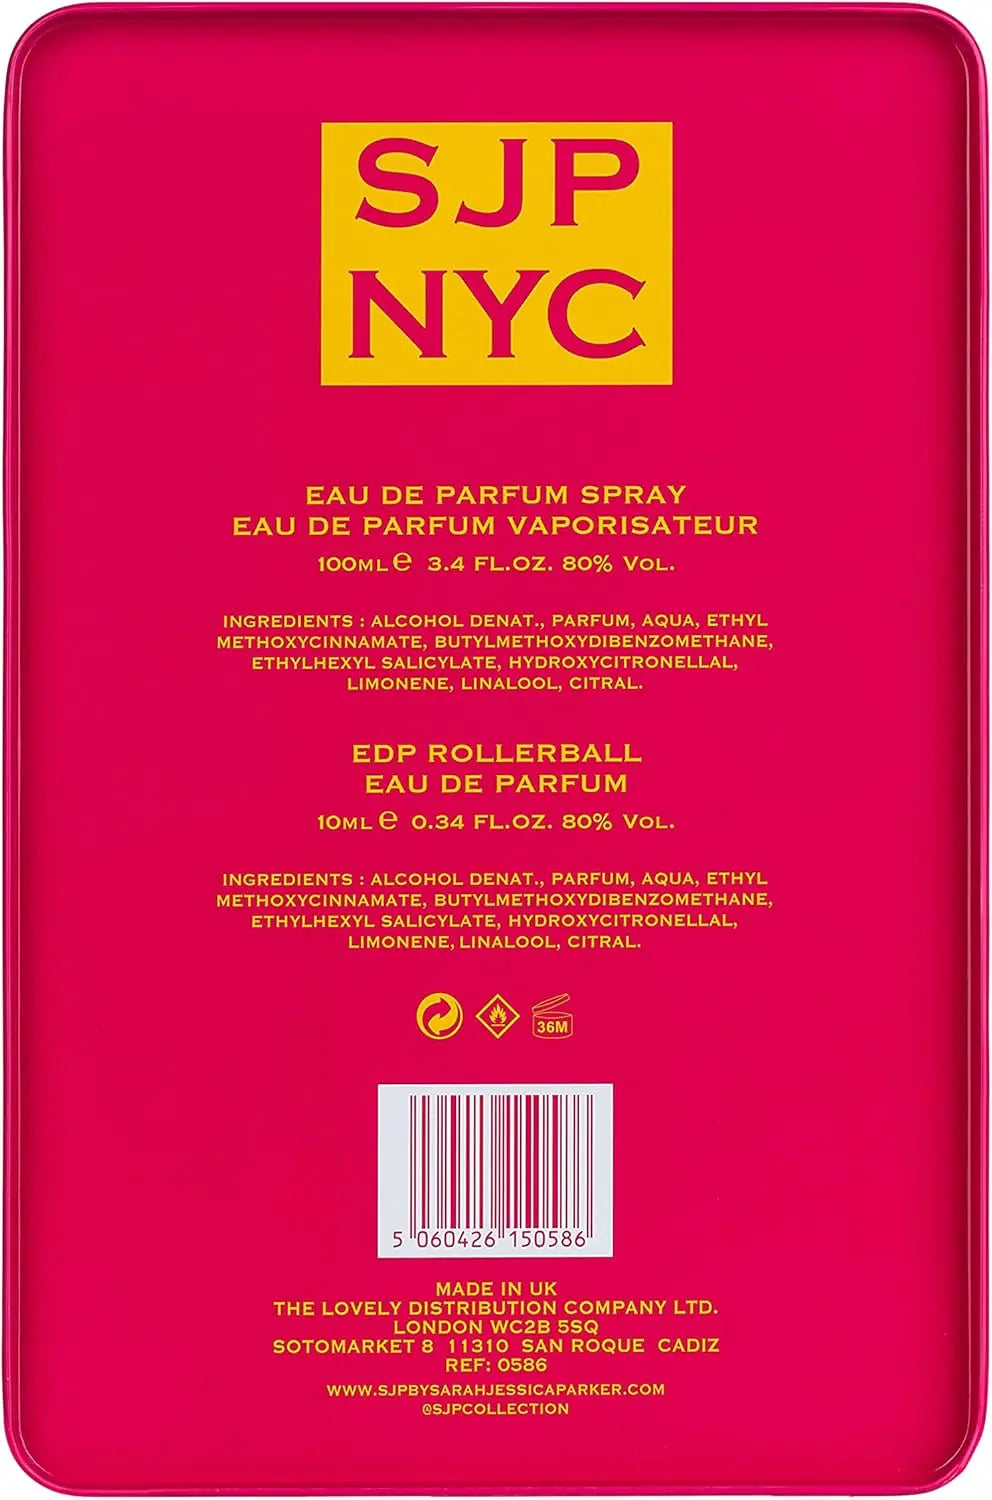 SJP
NYC
EAU DE PARFUM SPRAY
EAU DE PARFUM VAPORISATEUR
100ML e 3.4 FL.OZ. 80% VOL.
INGREDIENTS : ALCOHOL DENAT., PARFUM, AQUA, ETHYL
METHOXYCINNAMATE, BUTYLMETHOXYDIBENZOMETHANE,
ETHYLHEXYL SALICYLATE, HYDROXYCITRONELLAL,
LIMONENE, LINALOOL, CITRAL.
EDP ROLLERBALL
EAU DE PARFUM
10ML e 0.34 FL.OZ. 80% VOL.
INGREDIENTS : ALCOHOL DENAT., PARFUM, AQUA, ETHYL
METHOXYCINNAMATE, BUTYLMETHOXYDIBENZOMETHANE,
ETHYLHEXYL SALICYLATE, HYDROXYCITRONELLAL,
LIMONENE, LINALOOL, CITRAL.
36M
5 060426 150586
MADE IN UK
THE LOVELY DISTRIBUTION COMPANY LTD.
LONDON WC2B 5SQ
SOTOMARKET 8 11310 SAN ROQUE CADIZ
REF: 0586
WWW.SJPBYSARAHJESSICAPARKER.COM
@SJPCOLLECTION